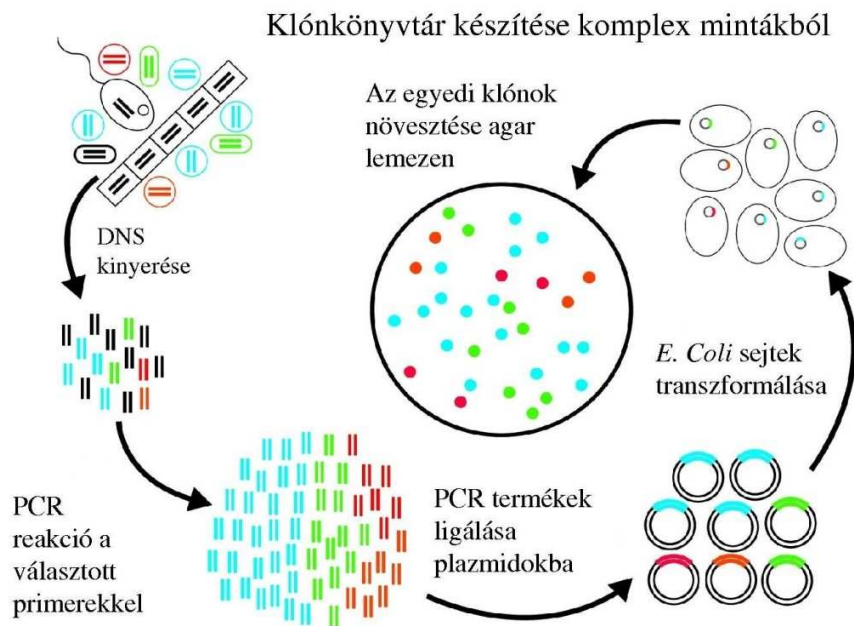 Klónkönyvtár készítése komplex mintákból
DNS
kinyerése
PCR
reakció a
választott
primerekkel
PCR termékek
ligálása
plazmidokba
E. Coli sejtek
transzformálása
Az egyedi klónok
növesztése agar
lemezen